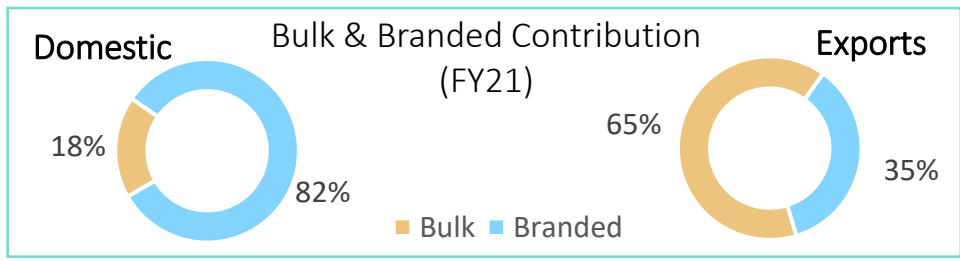 Domestic
Bulk & Branded Contribution
(FY21)
Exports
18%
82%
65%
35%
Bulk
Branded